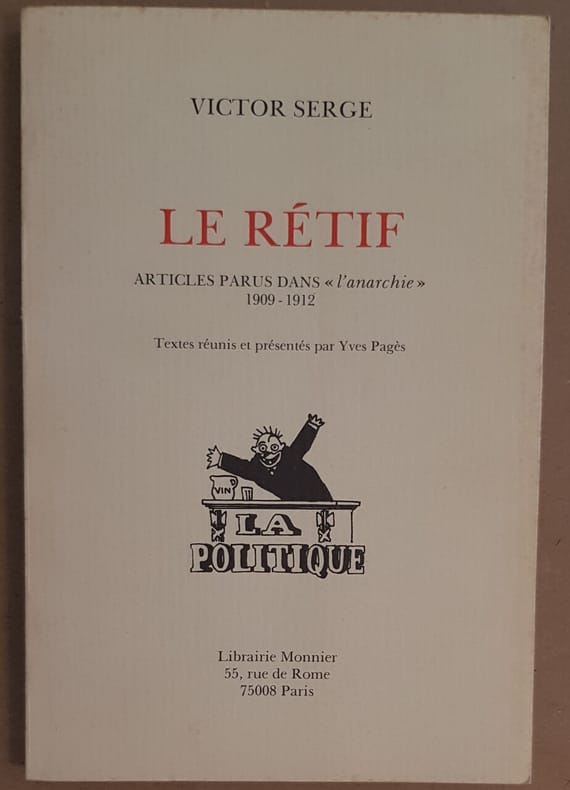 VICTOR SERGE
LE RÉTIF
ARTICLES PARUS DANS « l'anarchie »
1909 - 1912
Textes réunis et présentés par Yves Pagès
VIN
LA
POLITIQUE
Librairie Monnier
55, rue de Rome
75008 Paris